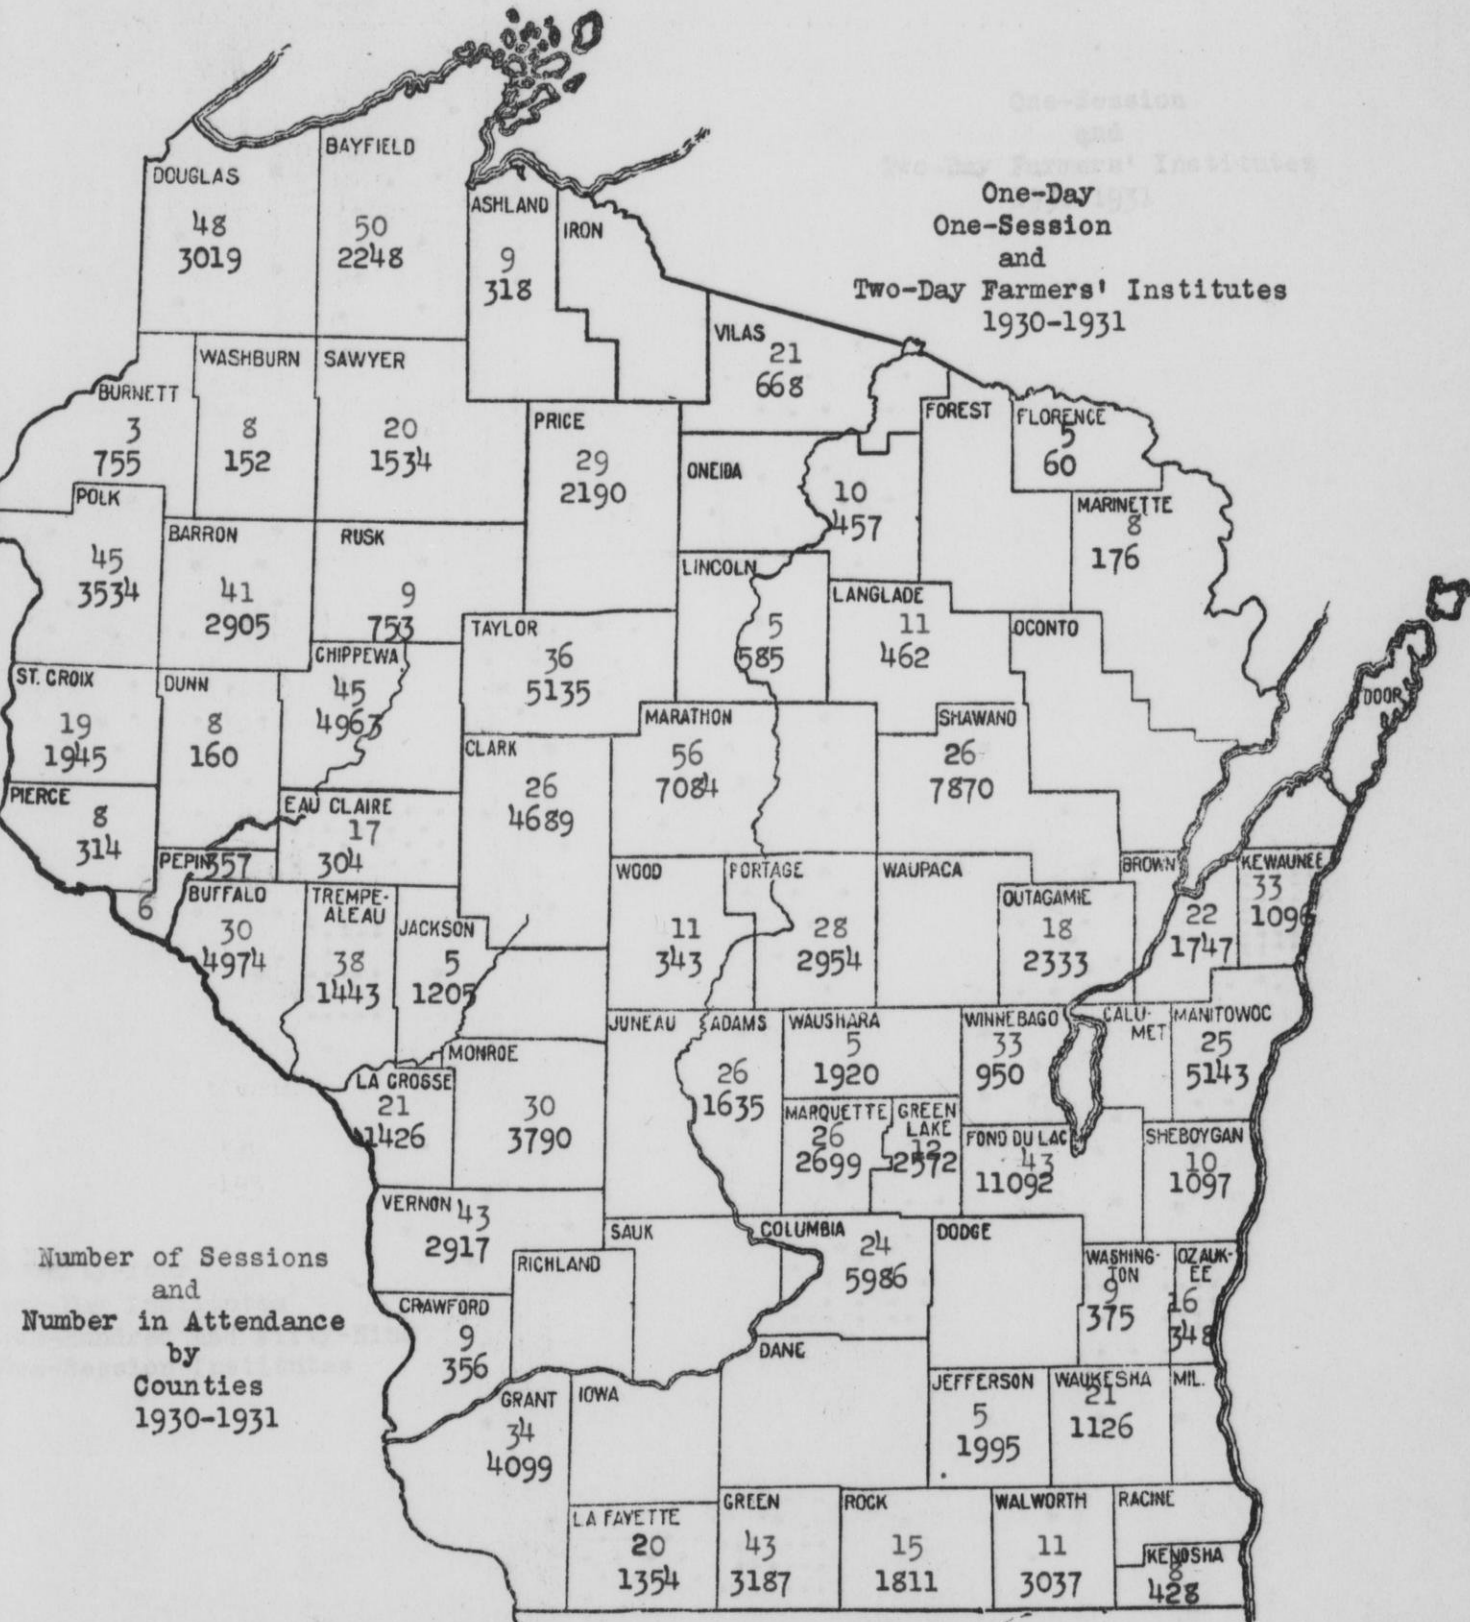 One-Day
One-Session
and
Two-Day Farmers' Institutes
1930-1931
DOUGLAS
48
3019
BAYFIELD
50
2248
ASHLAND
9
318
IRON
VILAS
21
668
BURNETT
3
755
WASHBURN
8
152
SAWYER
20
1534
PRICE
29
2190
ONEIDA
10
457
FOREST
FLORENCE
5
60
MARINETTE
8
176
POLK
45
3534
BARRON
41
2905
RUSK
9
753
TAYLOR
36
5135
LINCOLN
5
585
LANGLADE
11
462
OCONTO
DOOR
ST. CROIX
19
1945
DUNN
8
160
CHIPPEWA
45
4963
CLARK
26
4689
MARATHON
56
7084
SHAWANO
26
7870
PIERCE
8
314
PEPIN
357
6
EAU CLAIRE
17
304
BUFFALO
30
4974
TREMPE-
ALEAU
38
1443
JACKSON
5
1205
WOOD
11
343
PORTAGE
28
2954
WAUPACA
OUTAGAMIE
18
2333
BROWN
22
1747
KEWAUNEE
33
1096
LA CROSSE
21
1426
MONROE
30
3790
JUNEAU
ADAMS
26
1635
WAUSHARA
5
1920
WINNEBAGO
33
950
CALU-
MET
MANITOWOC
25
5143
MARQUETTE
26
2699
GREEN
LAKE
12
2572
FOND DU LAC
43
11092
SHEBOYGAN
10
1097
VERNON
43
2917
RICHLAND
SAUK
COLUMBIA
24
5986
DODGE
WASHING-
TON
9
375
OZAUK-
EE
16
348
Number of Sessions
and
Number in Attendance
by
Counties
1930-1931
CRAWFORD
9
356
GRANT
34
4099
IOWA
DANE
JEFFERSON
5
1995
WAUKESHA
21
1126
MIL.
LA FAYETTE
20
1354
GREEN
43
3187
ROCK
15
1811
WALWORTH
11
3037
RACINE
KENOSHA
8
428